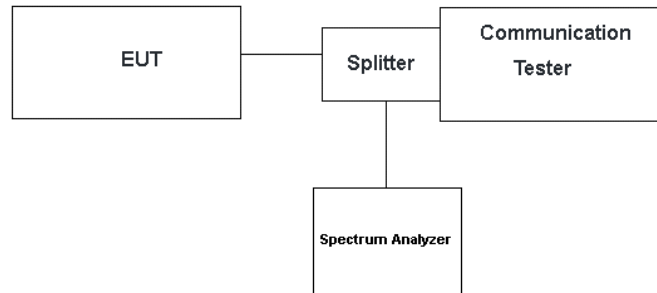 EUT
Splitter
Communication
Tester
Spectrum Analyzer